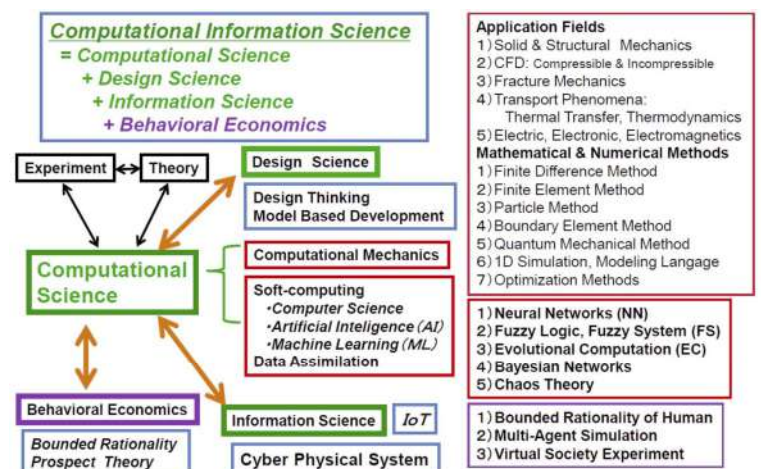 Computational Information Science
= Computational Science
+ Design Science
+ Information Science
+ Behavioral Economics
Experiment
Theory
Design Science
Design Thinking
Model Based Development
Computational
Science
Computational Mechanics
Soft-computing
・Computer Science
・Artificial Inteligence (AI)
・Machine Learning (ML)
Data Assimilation
Behavioral Economics
Bounded Rationality
Prospect Theory
Information Science
IoT
Cyber Physical System
Application Fields
1) Solid & Structural Mechanics
2) CFD: Compressible & Incompressible
3) Fracture Mechanics
4) Transport Phenomena:
Thermal Transfer, Thermodynamics
5) Electric, Electronic, Electromagnetics
Mathematical & Numerical Methods
1) Finite Difference Method
2) Finite Element Method
3) Particle Method
4) Boundary Element Method
5) Quantum Mechanical Method
6) 1D Simulation, Modeling Langage
7) Optimization Methods
1) Neural Networks (NN)
2) Fuzzy Logic, Fuzzy System (FS)
3) Evolutional Computation (EC)
4) Bayesian Networks
5) Chaos Theory
1) Bounded Rationality of Human
2) Multi-Agent Simulation
3) Virtual Society Experiment